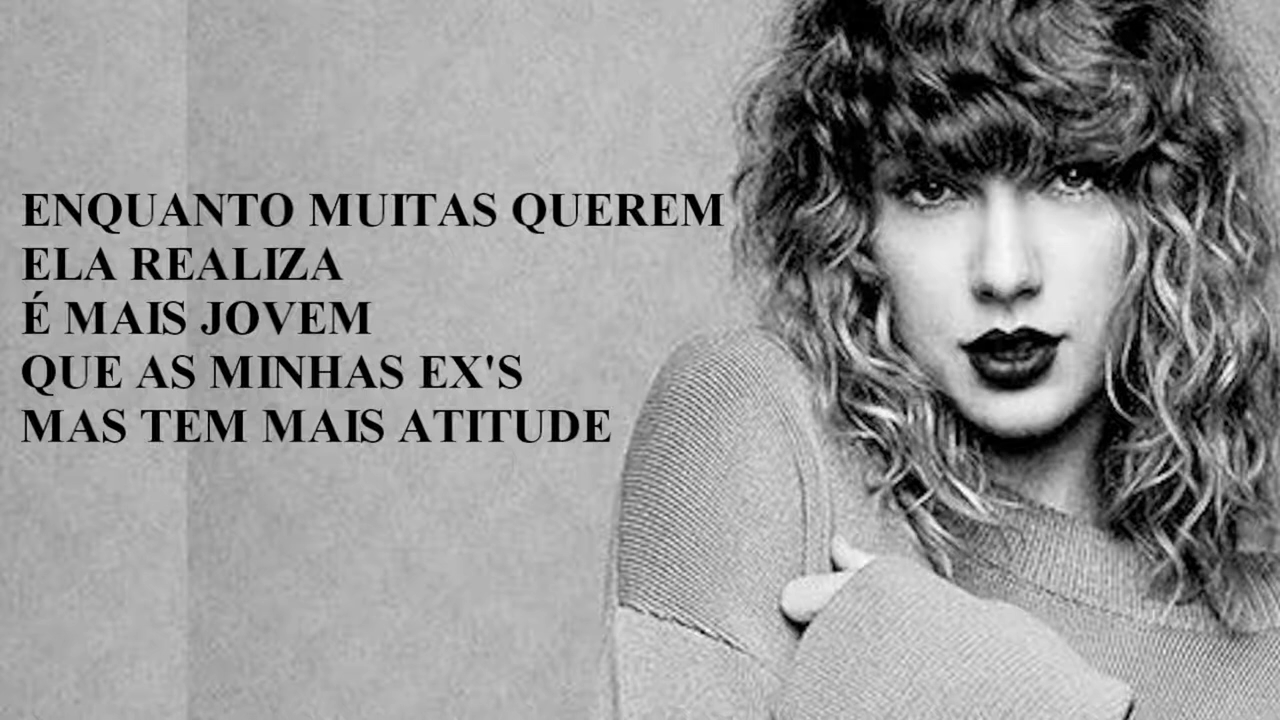 ENQUANTO MUITAS QUEREM
ELA REALIZA
É MAIS JOVEM
QUE AS MINHAS EX'S
MAS TEM MAIS ATITUDE